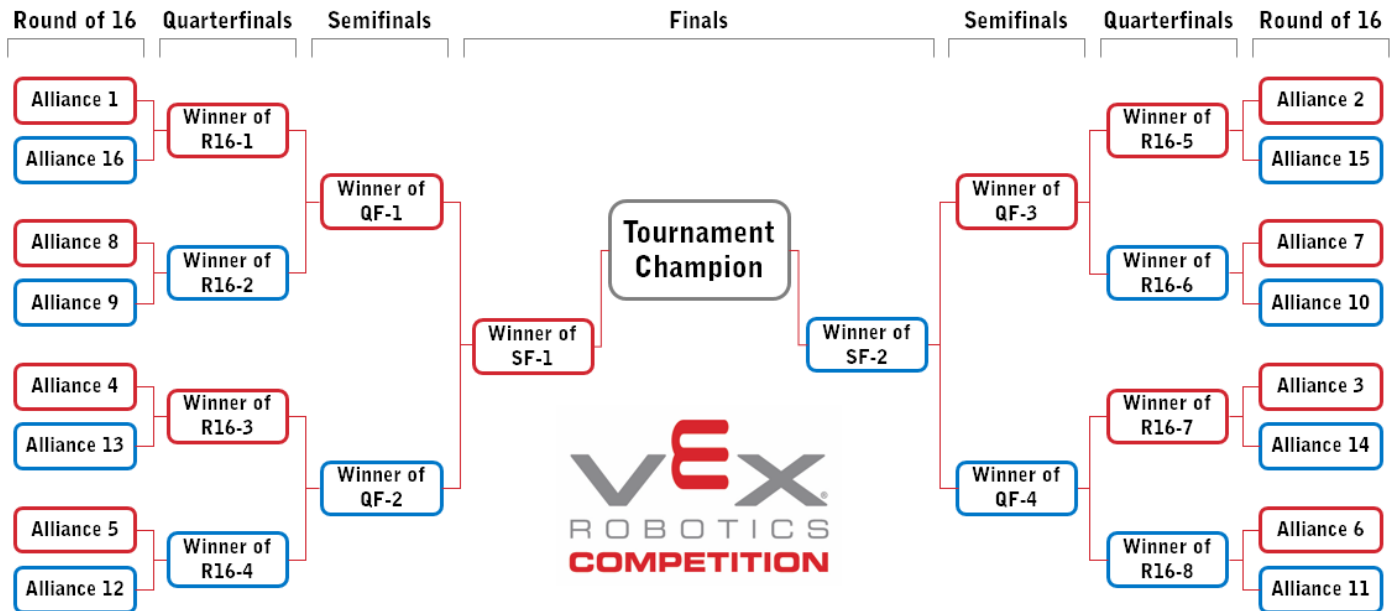 Round of 16 Quarterfinals Semifinals Finals Semifinals Quarterfinals Round of 16
Alliance 1
Alliance 16
Alliance 8
Alliance 9
Alliance 4
Alliance 13
Alliance 5
Alliance 12
Winner of
R16-1
Winner of
R16-2
Winner of
R16-3
Winner of
R16-4
Winner of
QF-1
Winner of
QF-2
Winner of
SF-1
Tournament
Champion
VEX®
ROBOTICS
COMPETITION
Winner of
SF-2
Winner of
QF-3
Winner of
QF-4
Winner of
R16-5
Winner of
R16-6
Winner of
R16-7
Winner of
R16-8
Alliance 2
Alliance 15
Alliance 7
Alliance 10
Alliance 3
Alliance 14
Alliance 6
Alliance 11